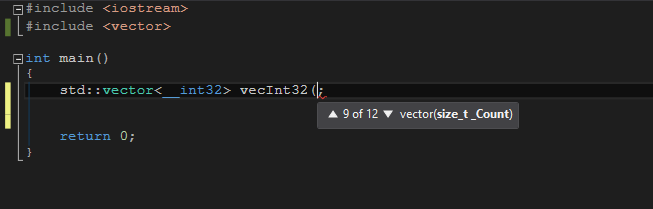 #include <iostream>
#include <vector>
int main()
{
std::vector<__int32> vecInt32(;
▲ 9 of 12 ▼ vector(size_t _Count)
return 0;
}